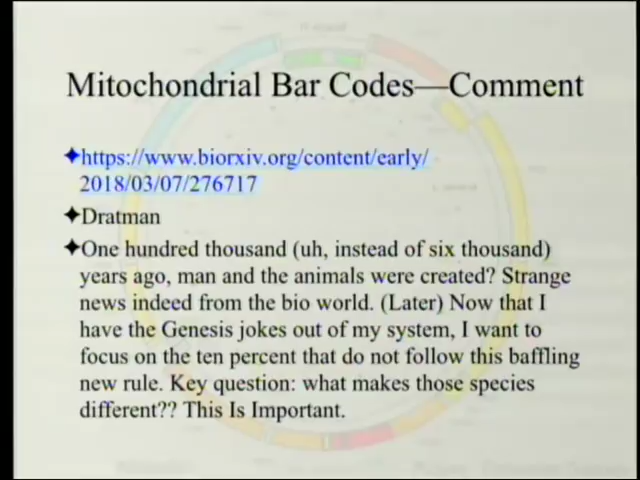 Mitochondrial Bar Codes—Comment
✦https://www.biorxiv.org/content/early/
2018/03/07/276717
✦Dratman
✦One hundred thousand (uh, instead of six thousand)
years ago, man and the animals were created? Strange
news indeed from the bio world. (Later) Now that I
have the Genesis jokes out of my system, I want to
focus on the ten percent that do not follow this baffling
new rule. Key question: what makes those species
different?? This Is Important.